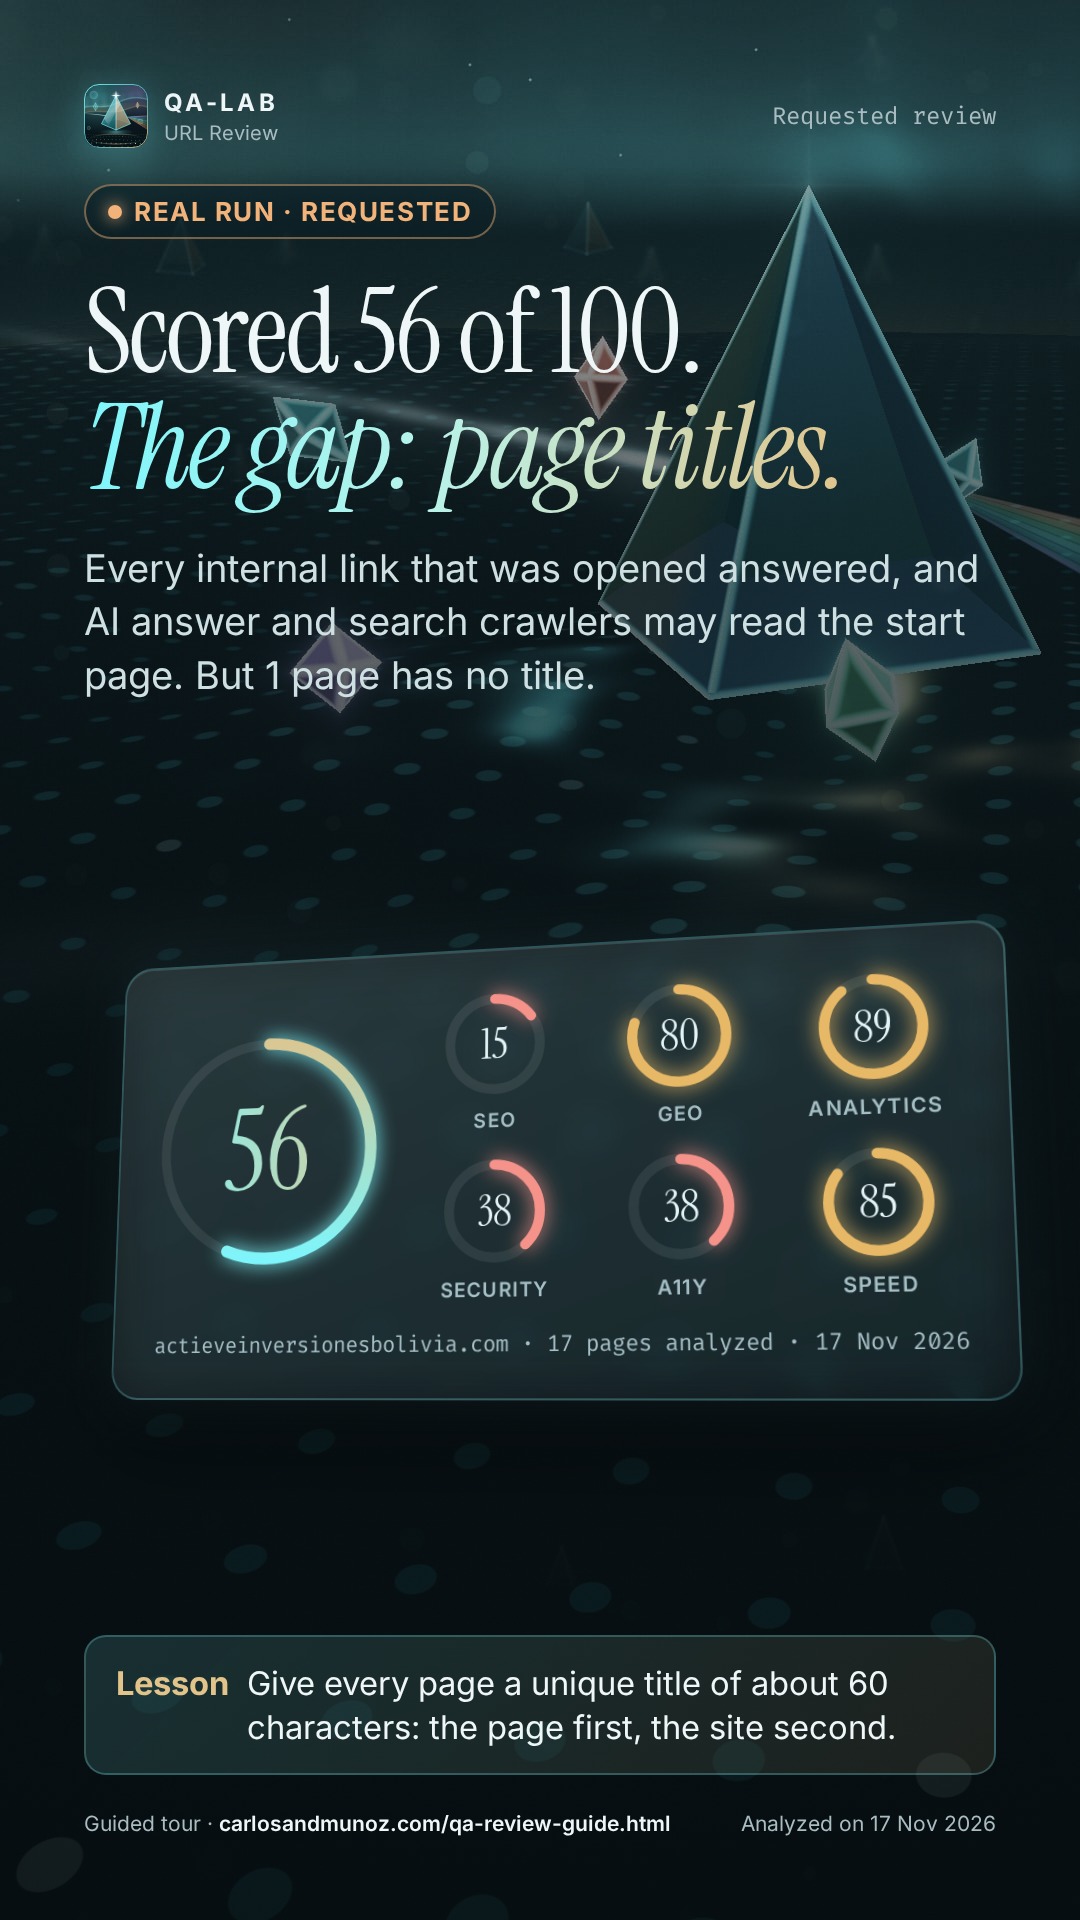 QA-LAB
URL Review
Requested review
REAL RUN · REQUESTED
Scored 56 of 100.
The gap: page titles.
Every internal link that was opened answered, and
AI answer and search crawlers may read the start
page. But 1 page has no title.
56
15
SEO
80
GEO
89
ANALYTICS
38
SECURITY
38
A11Y
85
SPEED
actieveinversionesbolivia.com · 17 pages analyzed · 17 Nov 2026
Lesson Give every page a unique title of about 60
characters: the page first, the site second.
Guided tour · carlosandmunoz.com/qa-review-guide.html
Analyzed on 17 Nov 2026